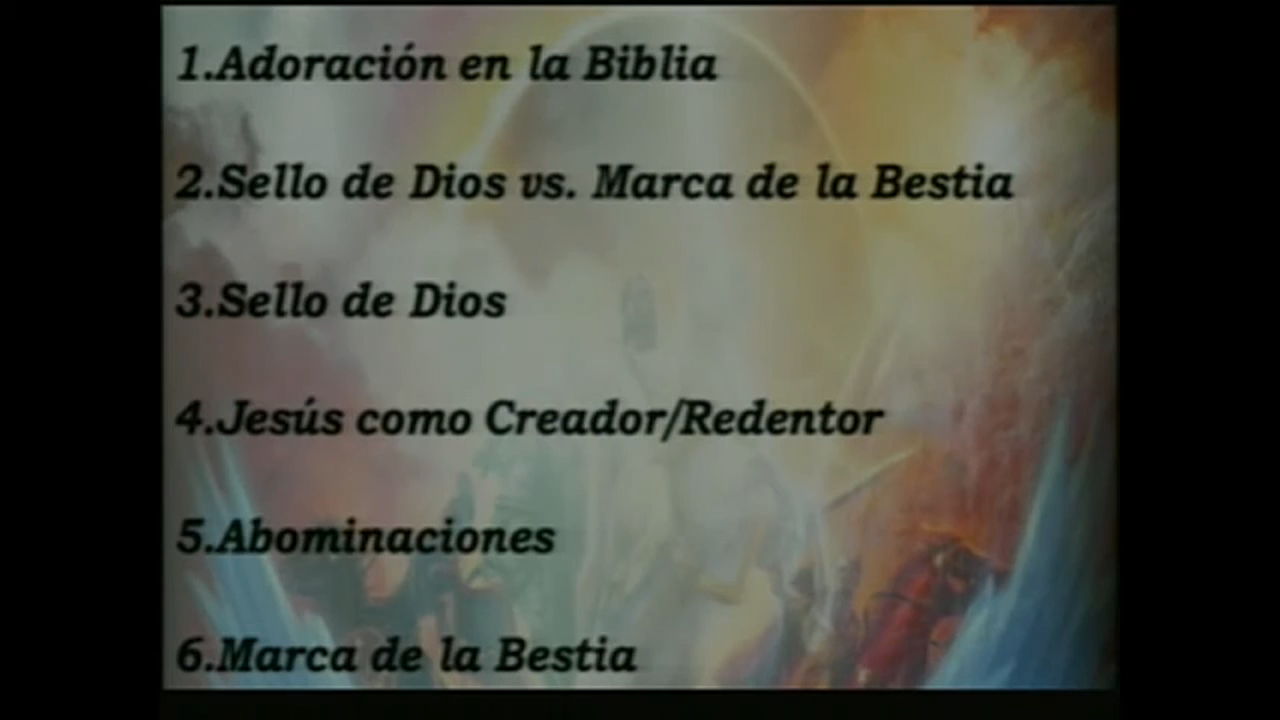 1.Adoración en la Biblia
2.Sello de Dios vs. Marca de la Bestia
3.Sello de Dios
4.Jesús como Creador/Redentor
5.Abominaciones
6.Marca de la Bestia